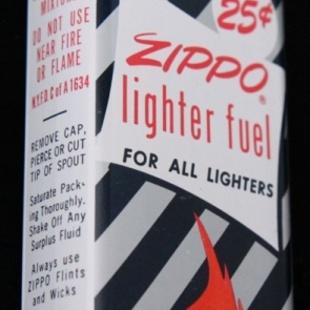 MIXTURE
DO NOT USE
NEAR FIRE
OR FLAME
N.Y.F.D. C of A 1634
REMOVE CAP,
PIERCE OR CUT
TIP OF SPOUT
Saturate Pack-
ing Thoroughly.
Shake Off Any
Surplus Fluid
Always use
ZIPPO Flints
and Wicks
25¢
ZIPPO®
lighter fuel
FOR ALL LIGHTERS